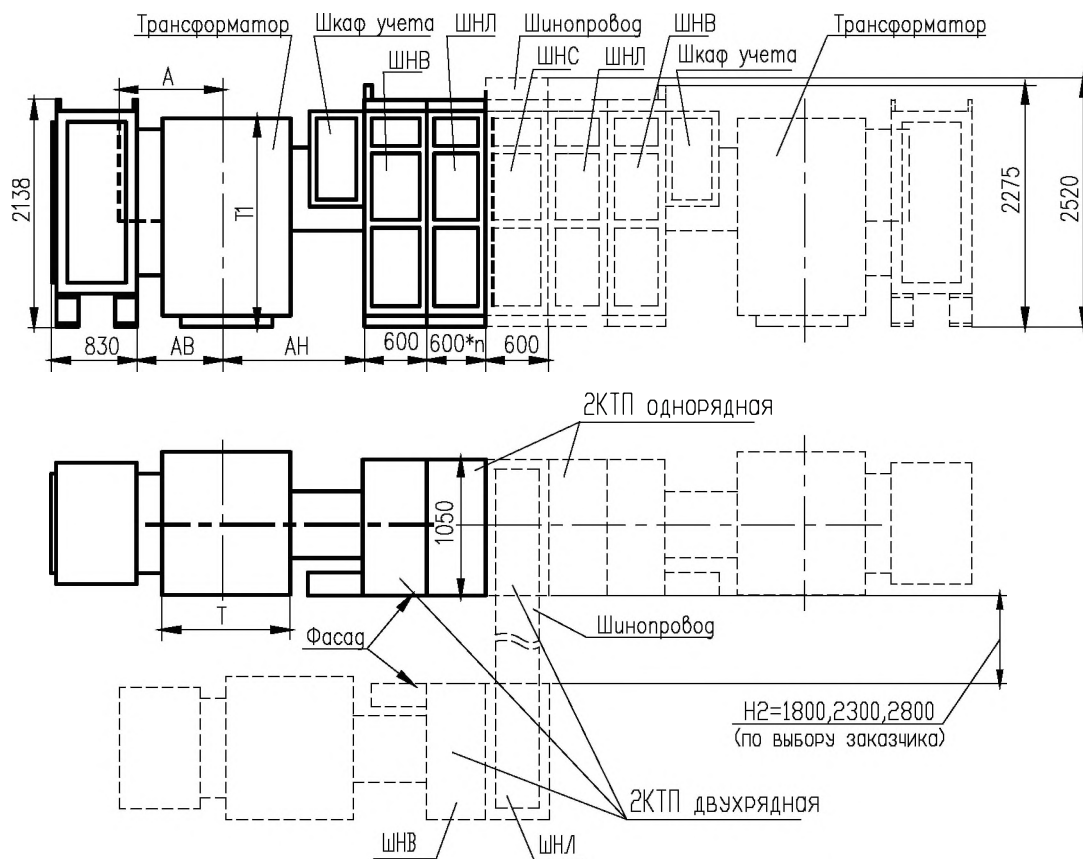 Трансформатор
Шкаф учета
ШНЛ
Шинопровод
ШНВ
Трансформатор
ШНВ
ШНС
ШНЛ
Шкаф учета
А
2138
Т1
2275
2520
830
АВ
АН
600
600*п
600
2КТП однорядная
1050
Т
Фасад
Шинопровод
Н2=1800,2300,2800
(по выбору заказчика)
2КТП двухрядная
ШНВ
ШНЛ